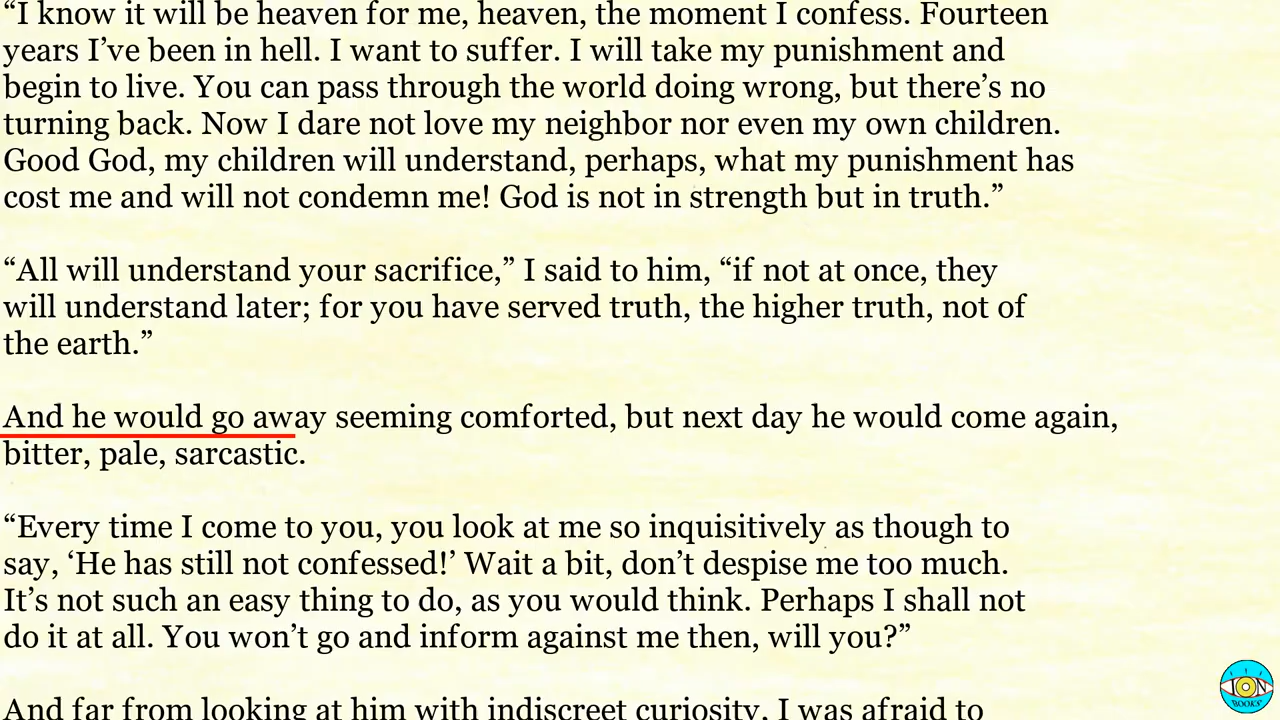 “I know it will be heaven for me, heaven, the moment I confess. Fourteen
years I’ve been in hell. I want to suffer. I will take my punishment and
begin to live. You can pass through the world doing wrong, but there’s no
turning back. Now I dare not love my neighbor nor even my own children.
Good God, my children will understand, perhaps, what my punishment has
cost me and will not condemn me! God is not in strength but in truth.”
“All will understand your sacrifice,” I said to him, “if not at once, they
will understand later; for you have served truth, the higher truth, not of
the earth.”
And he would go away seeming comforted, but next day he would come again,
bitter, pale, sarcastic.
“Every time I come to you, you look at me so inquisitively as though to
say, ‘He has still not confessed!’ Wait a bit, don’t despise me too much.
It’s not such an easy thing to do, as you would think. Perhaps I shall not
do it at all. You won’t go and inform against me then, will you?”
And far from looking at him with indiscreet curiosity, I was afraid to
ION
BOOKS